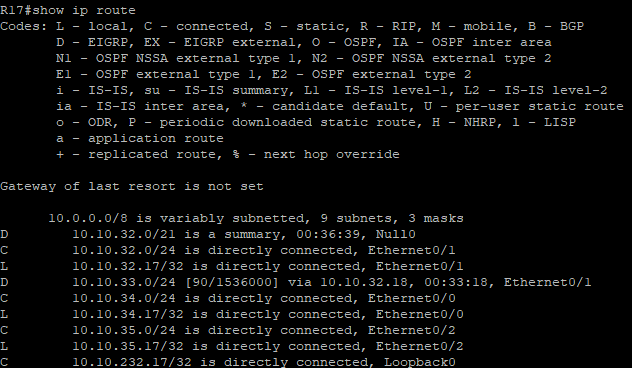 R17#show ip route
Codes: L - local, C - connected, S - static, R - RIP, M - mobile, B - BGP
       D - EIGRP, EX - EIGRP external, O - OSPF, IA - OSPF inter area
       N1 - OSPF NSSA external type 1, N2 - OSPF NSSA external type 2
       E1 - OSPF external type 1, E2 - OSPF external type 2
       i - IS-IS, su - IS-IS summary, L1 - IS-IS level-1, L2 - IS-IS level-2
       ia - IS-IS inter area, * - candidate default, U - per-user static route
       o - ODR, P - periodic downloaded static route, H - NHRP, l - LISP
       a - application route
       + - replicated route, % - next hop override
Gateway of last resort is not set
      10.0.0.0/8 is variably subnetted, 9 subnets, 3 masks
D        10.10.32.0/21 is a summary, 00:36:39, Null0
C        10.10.32.0/24 is directly connected, Ethernet0/1
L        10.10.32.17/32 is directly connected, Ethernet0/1
D        10.10.33.0/24 [90/1536000] via 10.10.32.18, 00:33:18, Ethernet0/1
C        10.10.34.0/24 is directly connected, Ethernet0/0
L        10.10.34.17/32 is directly connected, Ethernet0/0
C        10.10.35.0/24 is directly connected, Ethernet0/2
L        10.10.35.17/32 is directly connected, Ethernet0/2
C        10.10.232.17/32 is directly connected, Loopback0